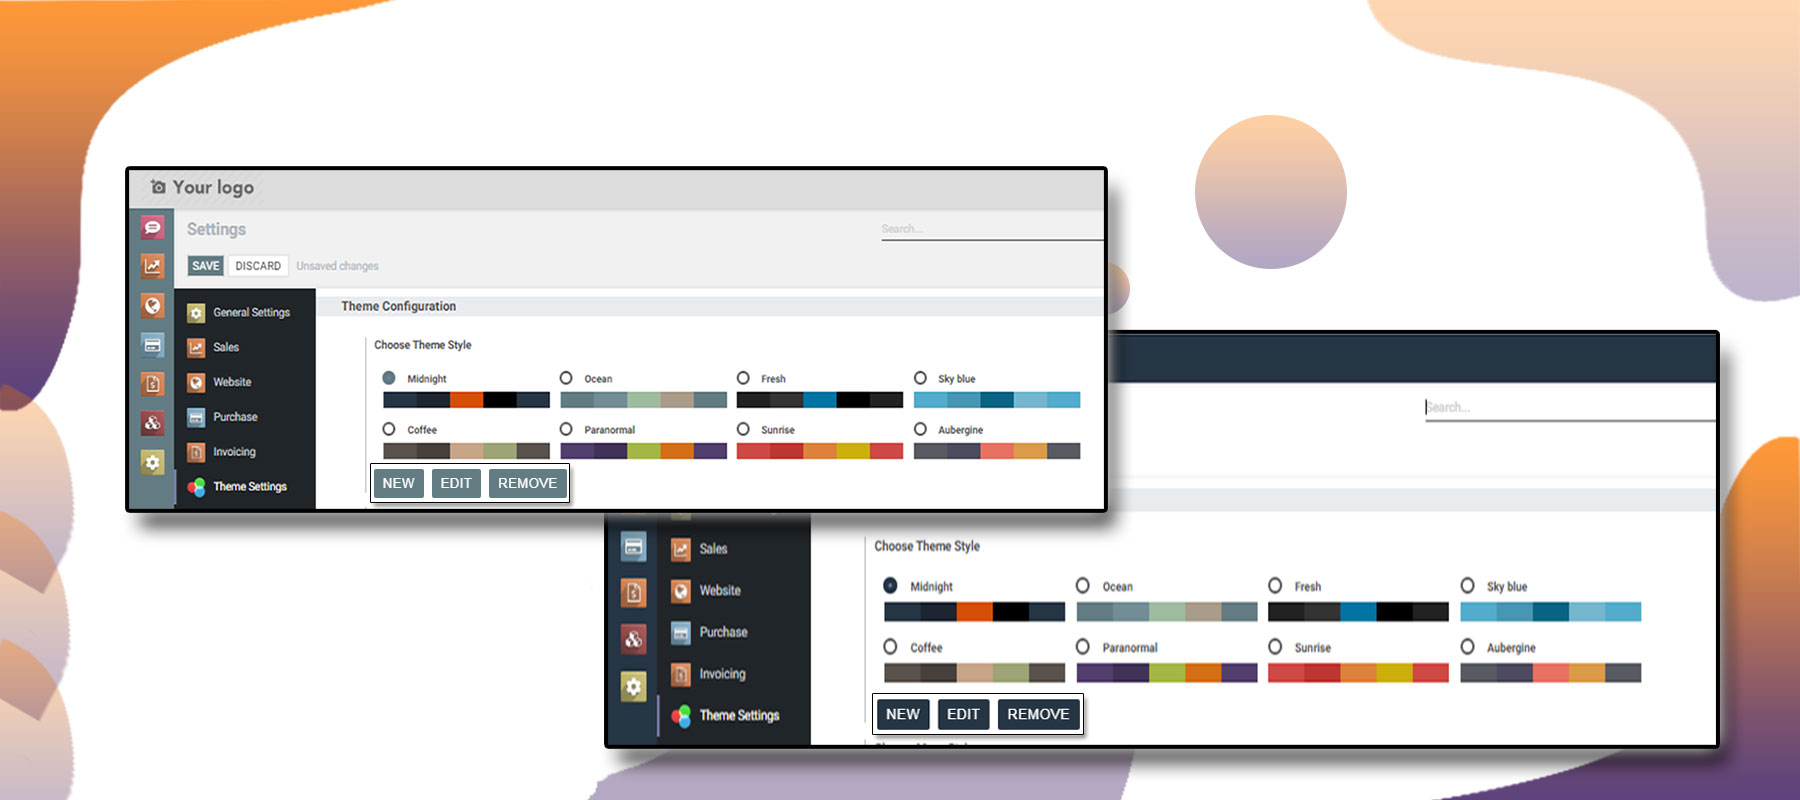 Your logo
Settings
Search...
SAVE DISCARD Unsaved changes
General Settings
Sales
Website
Purchase
Invoicing
Theme Settings
Theme Configuration
Choose Theme Style
Midnight Ocean Fresh Sky blue
Coffee Paranormal Sunrise Aubergine
NEW EDIT REMOVE
Search...
Sales
Website
Purchase
Invoicing
Theme Settings
Choose Theme Style
Midnight Ocean Fresh Sky blue
Coffee Paranormal Sunrise Aubergine
NEW EDIT REMOVE